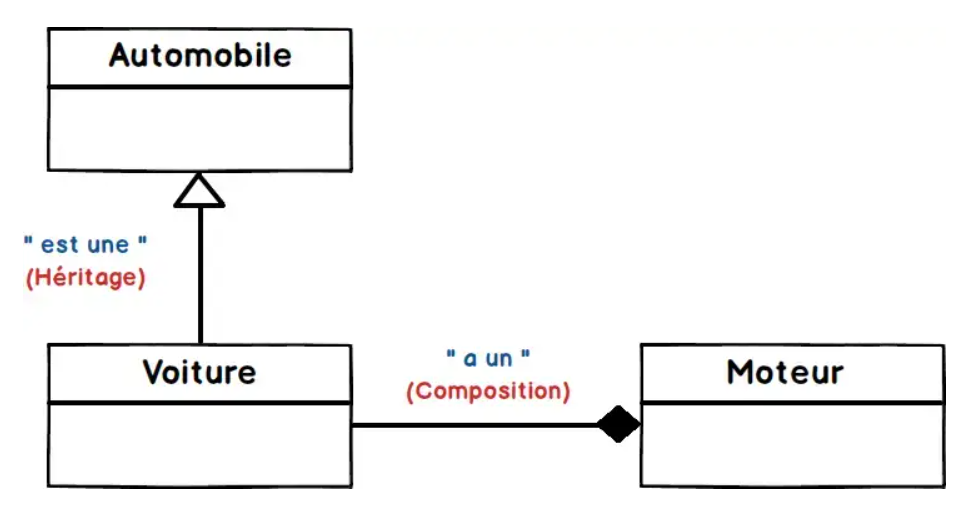 Automobile
" est une "
(Héritage)
Voiture
" a un "
(Composition)
Moteur